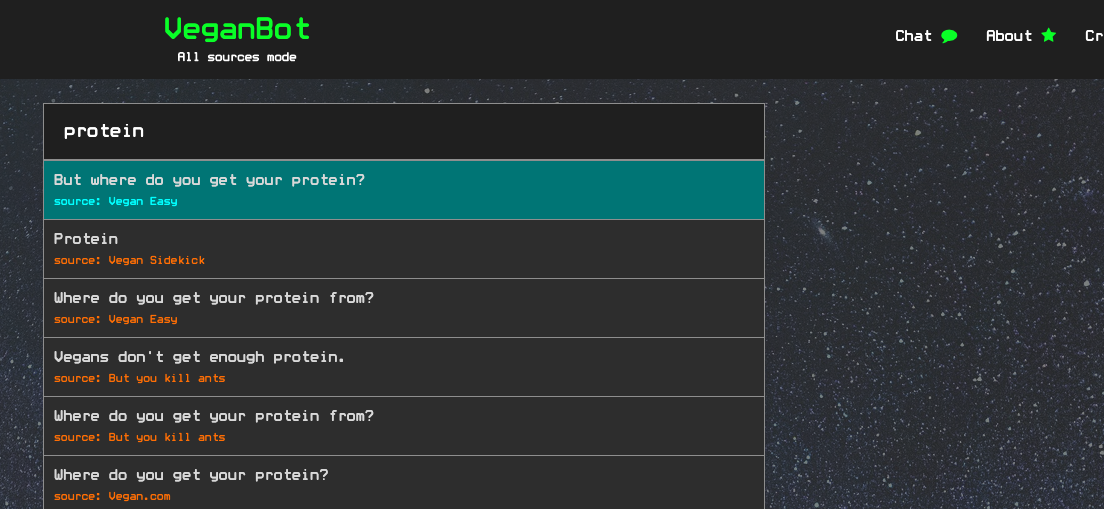 VeganBot
All sources mode
Chat
About
protein
But where do you get your protein?
source: Vegan Easy
Protein
source: Vegan Sidekick
Where do you get your protein from?
source: Vegan Easy
Vegans don't get enough protein.
source: But you kill ants
Where do you get your protein from?
source: But you kill ants
Where do you get your protein?
source: Vegan.com